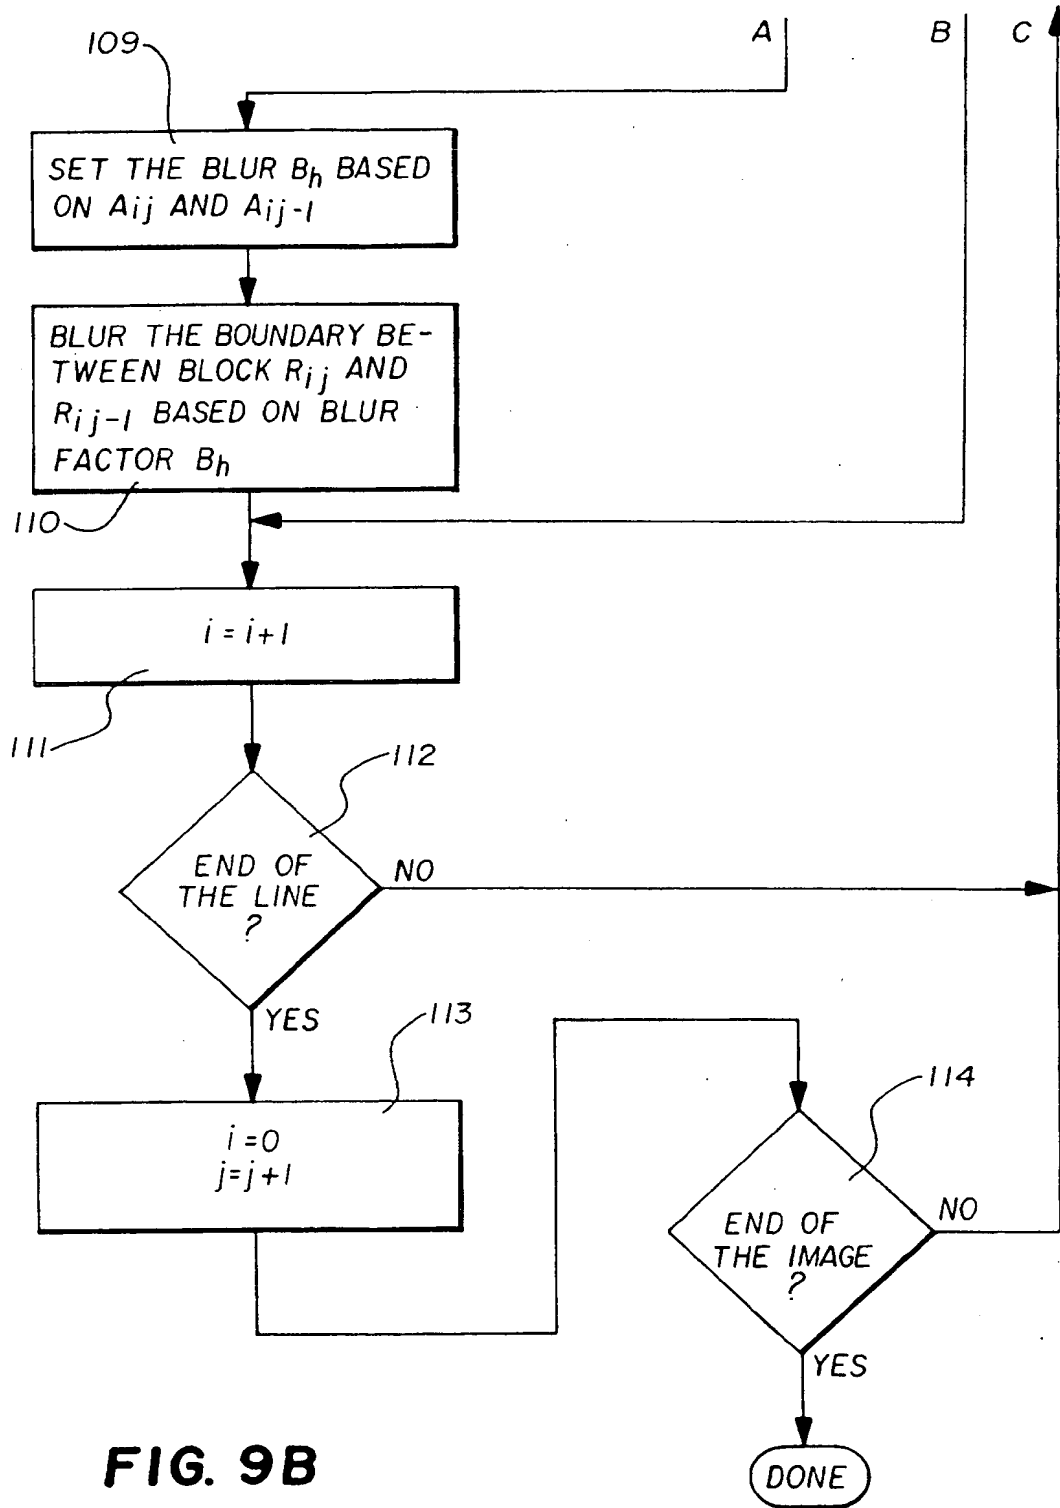 A
B
C
109
SET THE BLUR Bh BASED
ON Aij AND Aij-1
BLUR THE BOUNDARY BE-
TWEEN BLOCK Rij AND
Rij-1 BASED ON BLUR
FACTOR Bh
110
i = i+1
111
112
END OF
THE LINE
?
NO
YES
113
i=0
j=j+1
114
END OF
THE IMAGE
?
NO
YES
DONE
FIG. 9B